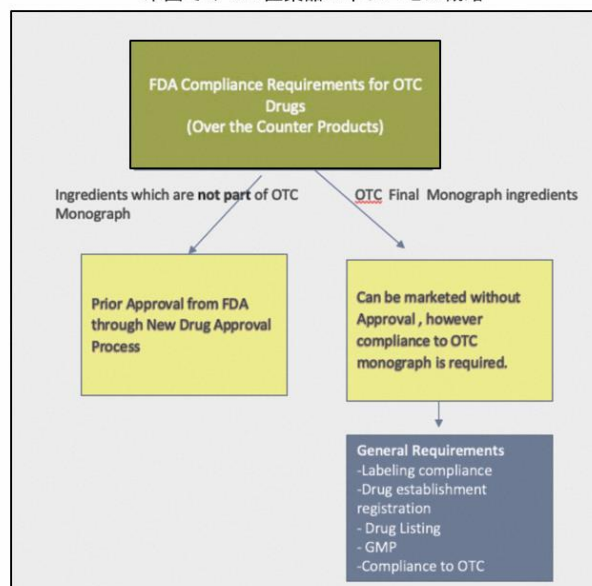 FDA Compliance Requirements for OTC
Drugs
(Over the Counter Products)
Ingredients which are not part of OTC
Monograph
OTC Final Monograph ingredients
Prior Approval from FDA
through New Drug Approval
Process
Can be marketed without
Approval , however
compliance to OTC
monograph is required.
General Requirements
-Labeling compliance
-Drug establishment
registration
- Drug Listing
- GMP
-Compliance to OTC